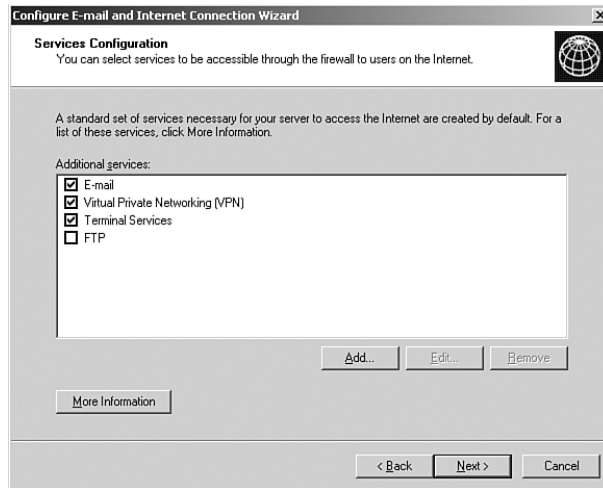 Configure E-mail and Internet Connection Wizard
Services Configuration
You can select services to be accessible through the firewall to users on the Internet.
A standard set of services necessary for your server to access the Internet are created by default. For a
list of these services, click More Information.
Additional services:
E-mail
Virtual Private Networking (VPN)
Terminal Services
FTP
Add... Edit... Remove
More Information
< Back Next > Cancel